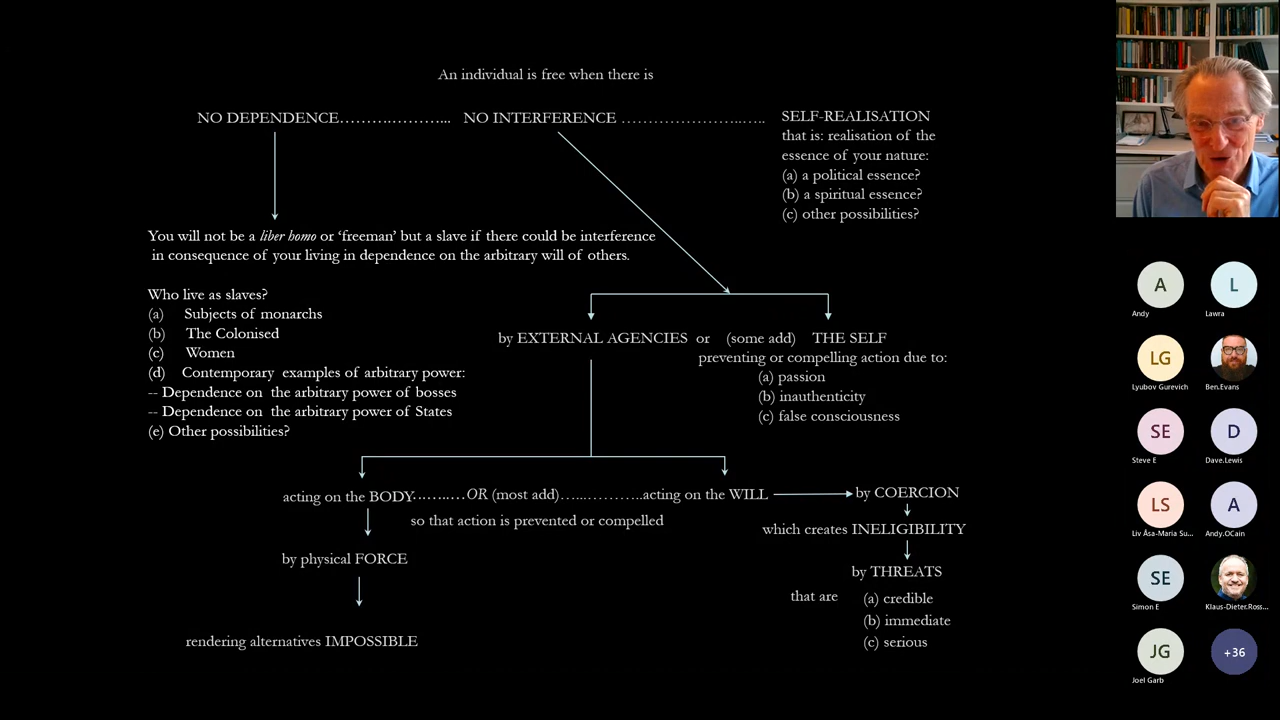 An individual is free when there is
NO DEPENDENCE……………….... NO INTERFERENCE …………………..…..
SELF-REALISATION
that is: realisation of the
essence of your nature:
(a) a political essence?
(b) a spiritual essence?
(c) other possibilities?
You will not be a liber homo or ‘freeman’ but a slave if there could be interference
in consequence of your living in dependence on the arbitrary will of others.
Who live as slaves?
(a) Subjects of monarchs
(b) The Colonised
(c) Women
(d) Contemporary examples of arbitrary power:
-- Dependence on the arbitrary power of bosses
-- Dependence on the arbitrary power of States
(e) Other possibilities?
by EXTERNAL AGENCIES or (some add) THE SELF
preventing or compelling action due to:
(a) passion
(b) inauthenticity
(c) false consciousness
acting on the BODY…..…..…OR (most add)…...………..acting on the WILL
so that action is prevented or compelled
by COERCION
which creates INELIGIBILITY
by THREATS
that are
(a) credible
(b) immediate
(c) serious
by physical FORCE
rendering alternatives IMPOSSIBLE
A
Andy
L
Lawra
LG
Lyubov Gurevich
Ben.Evans
SE
Steve E
D
Dave.Lewis
LS
Liv Åsa-Maria Su...
A
Andy.OCain
SE
Simon E
Klaus-Dieter.Ross...
JG
Joel Garb
+36